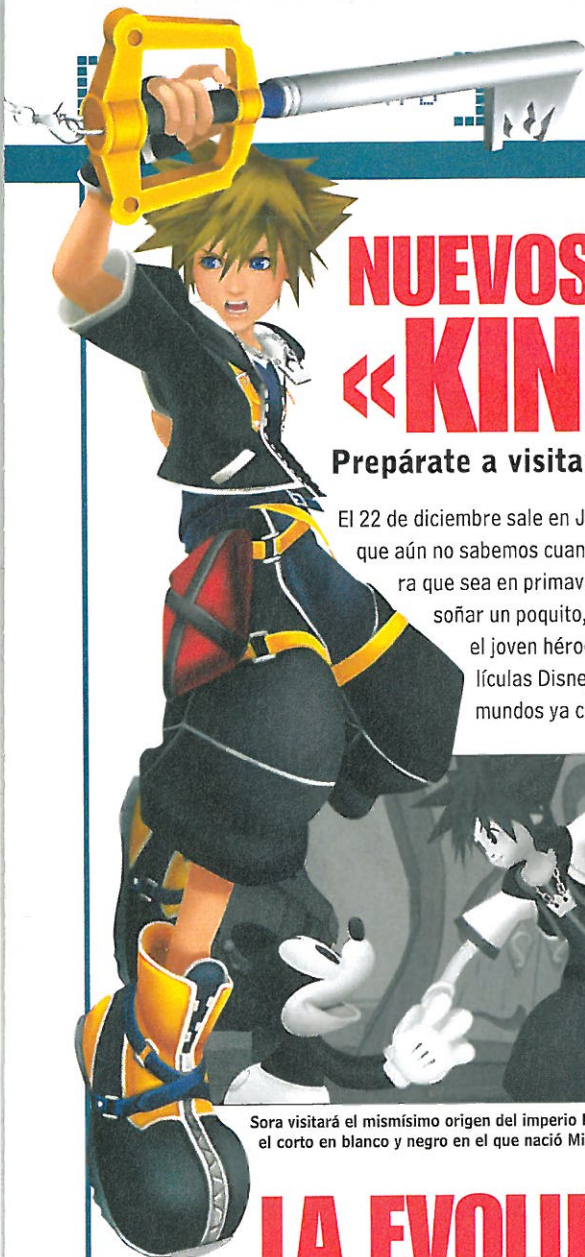 NUEVOS
«KIN
Prepárate a visita
El 22 de diciembre sale en J
que aún no sabemos cuan
ra que sea en primav
soñar un poquito,
el joven héro
lículas Disne
mundos ya c
Sora visitará el mismísimo origen del imperio
el corto en blanco y negro en el que nació Mi
LA EVOLU